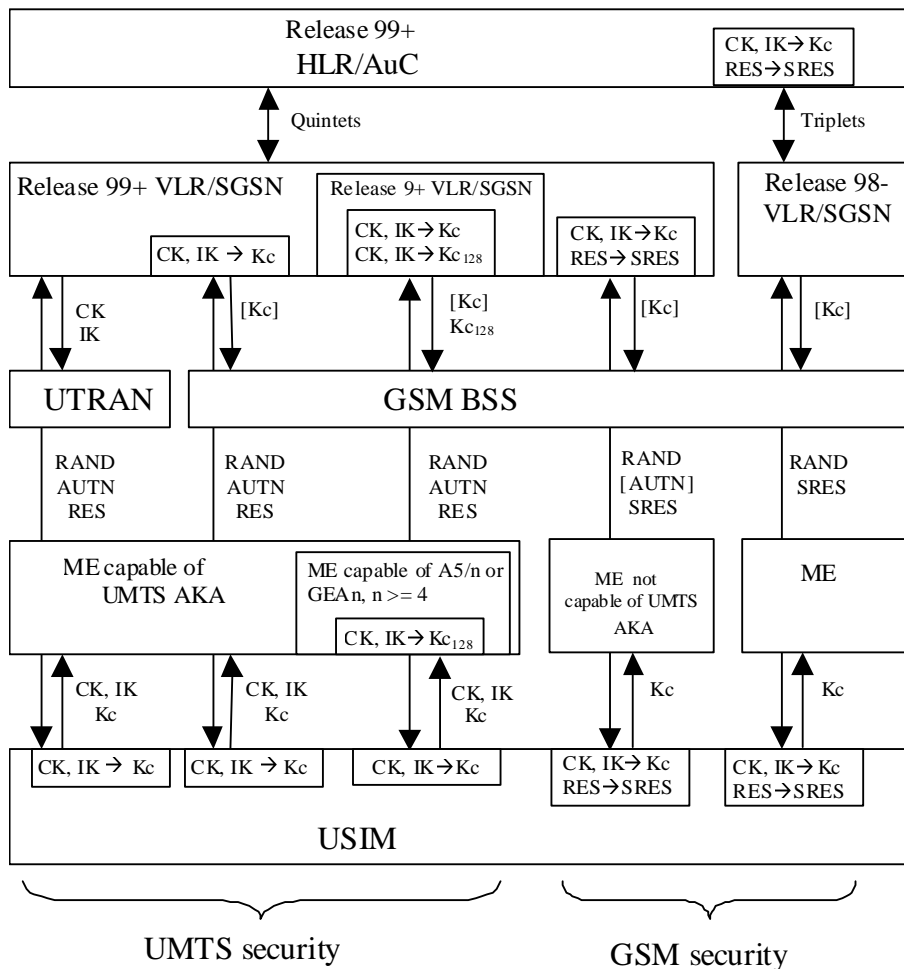 Release 99+
HLR/AuC
CK, IK→Kc
RES→SRES
Quintets
Triplets
Release 99+ VLR/SGSN
Release 9+ VLR/SGSN
Release 98-
VLR/SGSN
CK, IK → Kc
CK, IK→Kc
CK, IK→Kc₁₂₈
CK, IK→Kc
RES→SRES
CK
IK
[Kc]
[Kc]
Kc₁₂₈
[Kc]
[Kc]
UTRAN
GSM BSS
RAND
AUTN
RES
RAND
AUTN
RES
RAND
AUTN
RES
RAND
[AUTN]
SRES
RAND
SRES
ME capable of
UMTS AKA
ME capable of A5/n or
GEAn, n >= 4
CK, IK→Kc₁₂₈
ME not
capable of UMTS
AKA
ME
CK, IK
Kc
CK, IK
Kc
CK, IK
Kc
Kc
Kc
CK, IK → Kc
CK, IK → Kc
CK, IK→Kc
CK, IK→Kc
RES→SRES
CK, IK→Kc
RES→SRES
USIM
UMTS security
GSM security